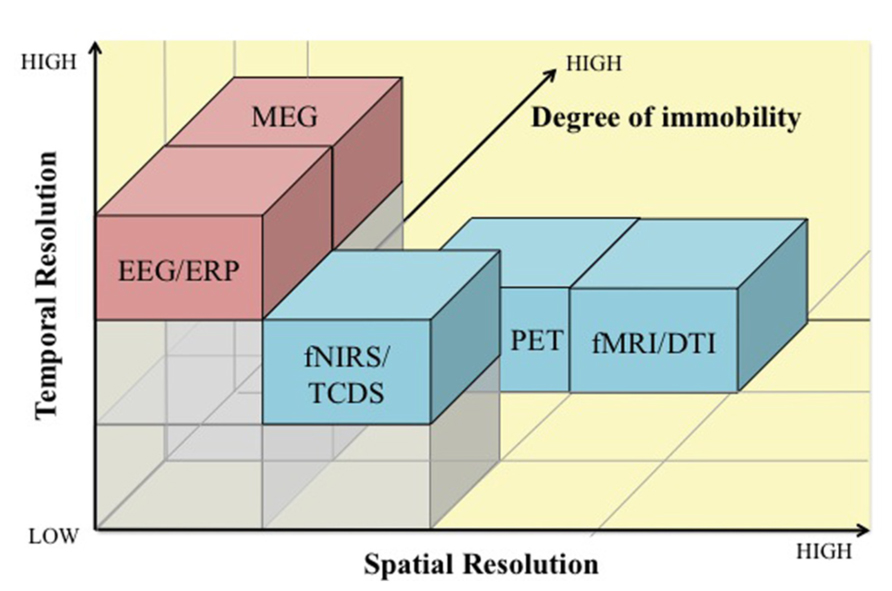 HIGH
HIGH
MEG
Degree of immobility
Temporal Resolution
EEG/ERP
fNIRS/
TCDS
PET
fMRI/DTI
LOW
HIGH
Spatial Resolution